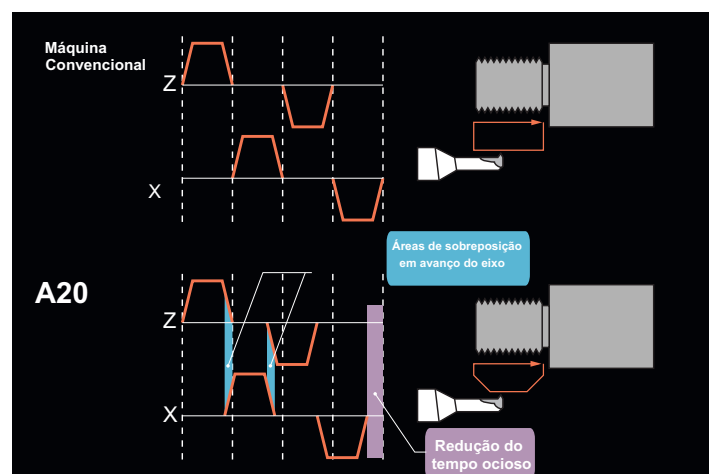 Máquina
Convencional
Z
X
Áreas de sobreposição
em avanço do eixo
A20
Z
X
Redução do
tempo ocioso